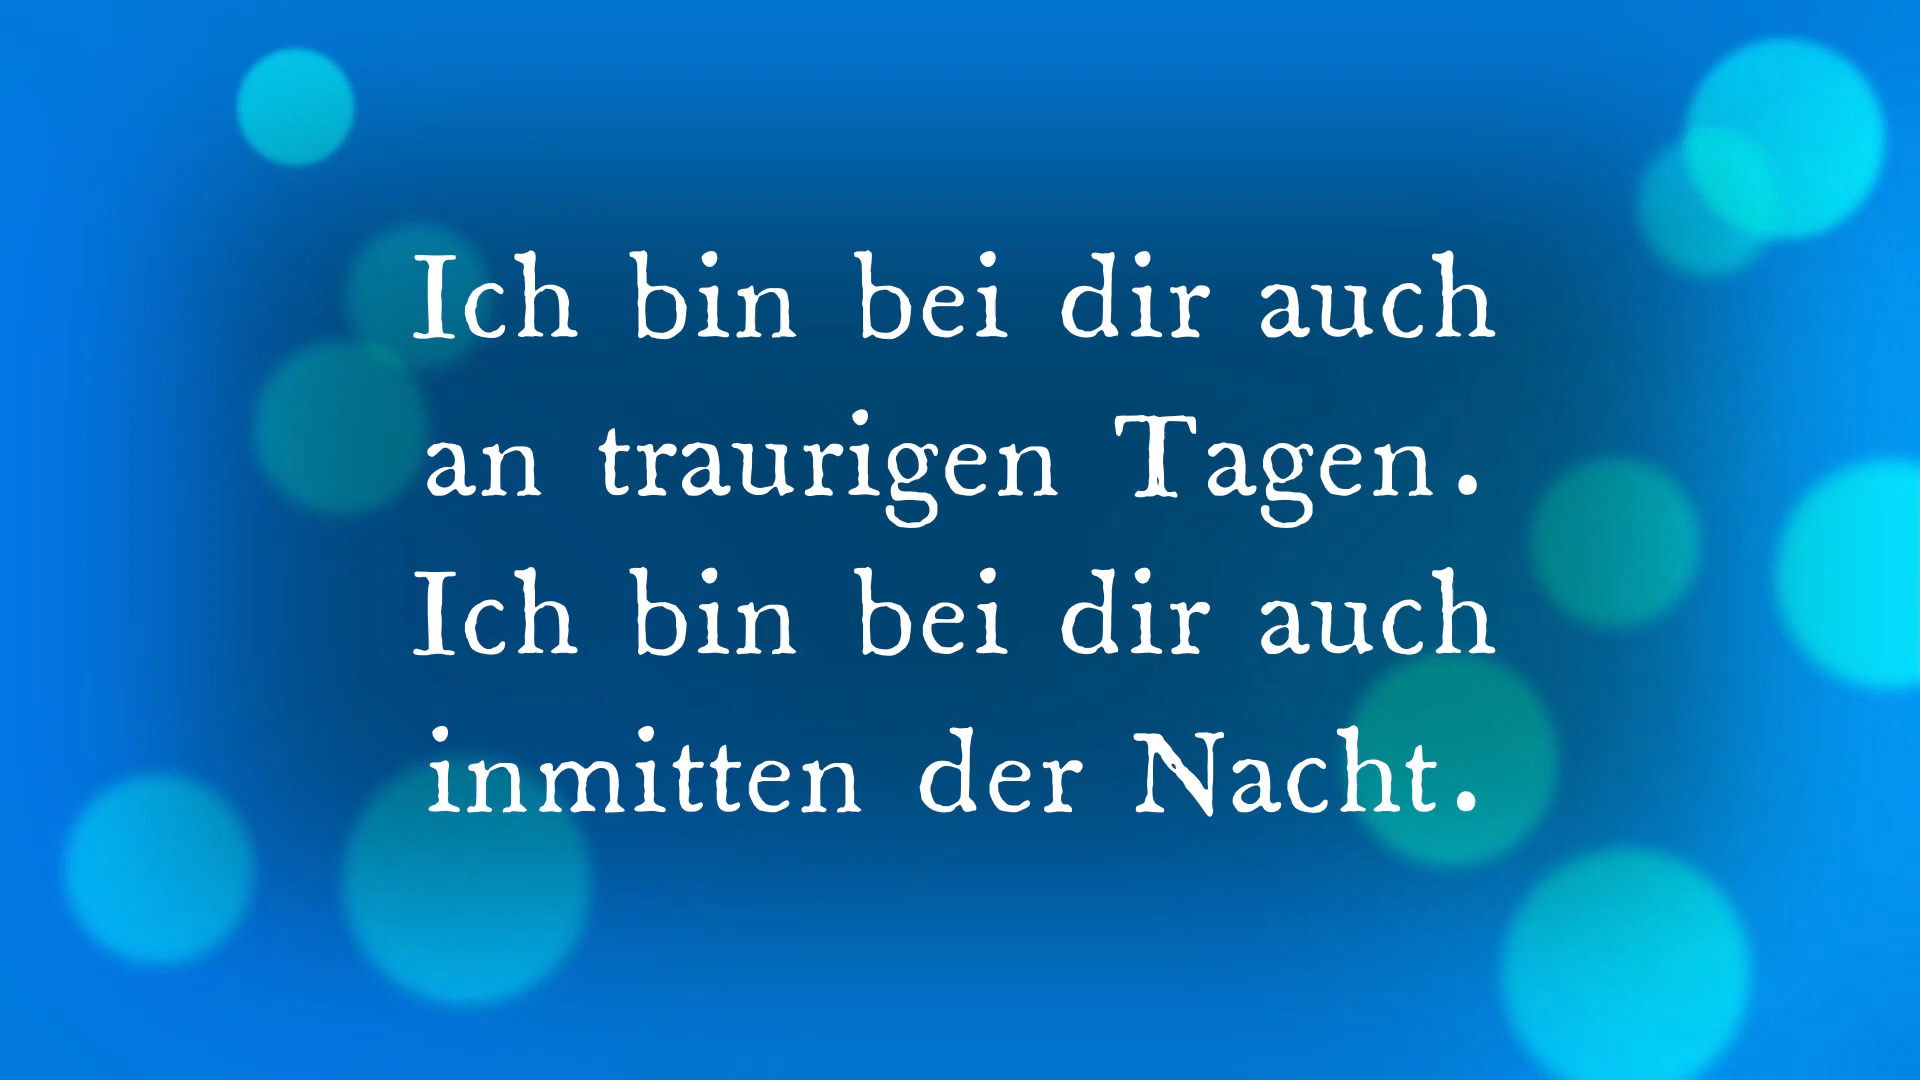 Ich bin bei dir auch
an traurigen Tagen.
Ich bin bei dir auch
inmitten der Nacht.